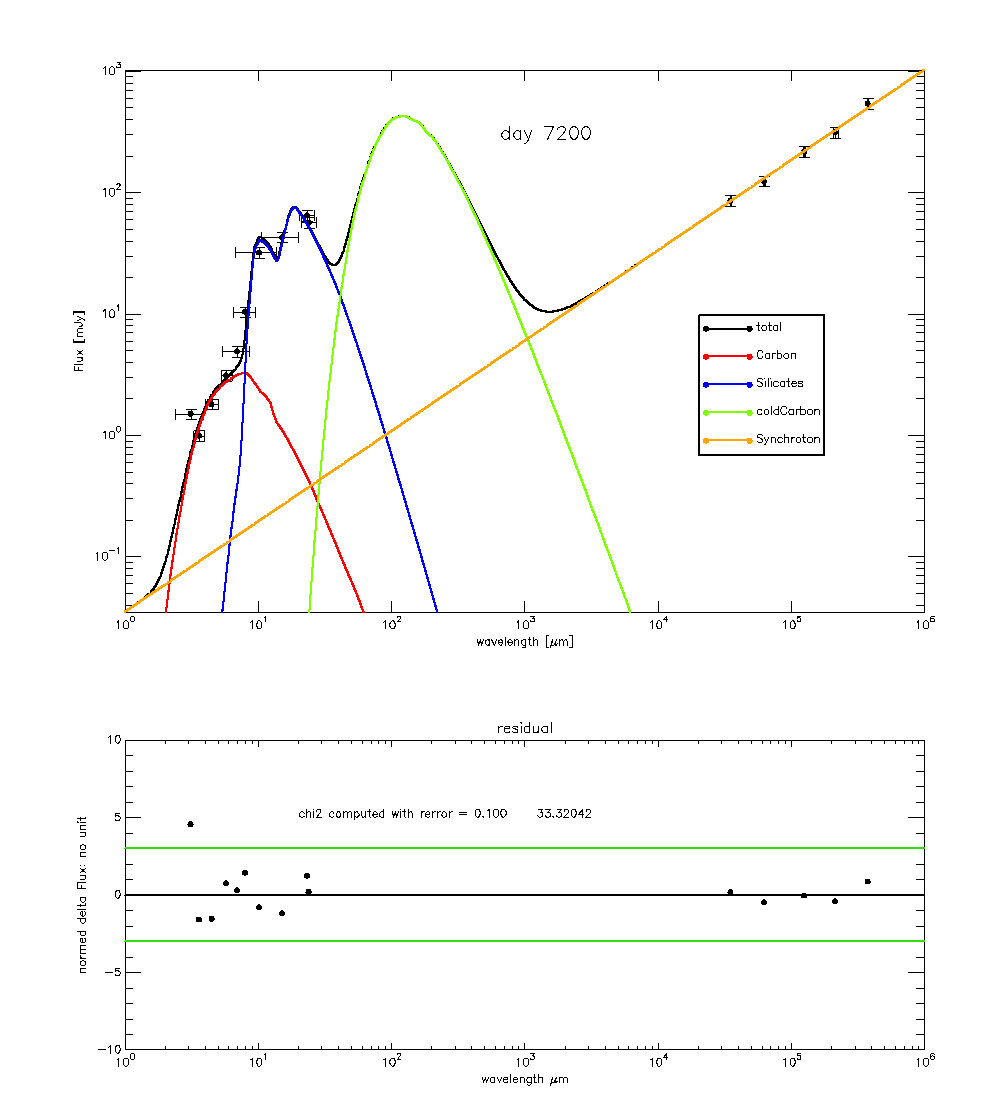 day 7200
Flux [mJy]
10³
10²
10¹
10⁰
10⁻¹
total
Carbon
Silicates
coldCarbon
Synchroton
10⁰ 10¹ 10² 10³ 10⁴ 10⁵ 10⁶
wavelength [μm]
residual
normed delta Flux: no unit
10
5
0
-5
-10
chi2 computed with rerror = 0.100 33.32042
10⁰ 10¹ 10² 10³ 10⁴ 10⁵ 10⁶
wavelength μm